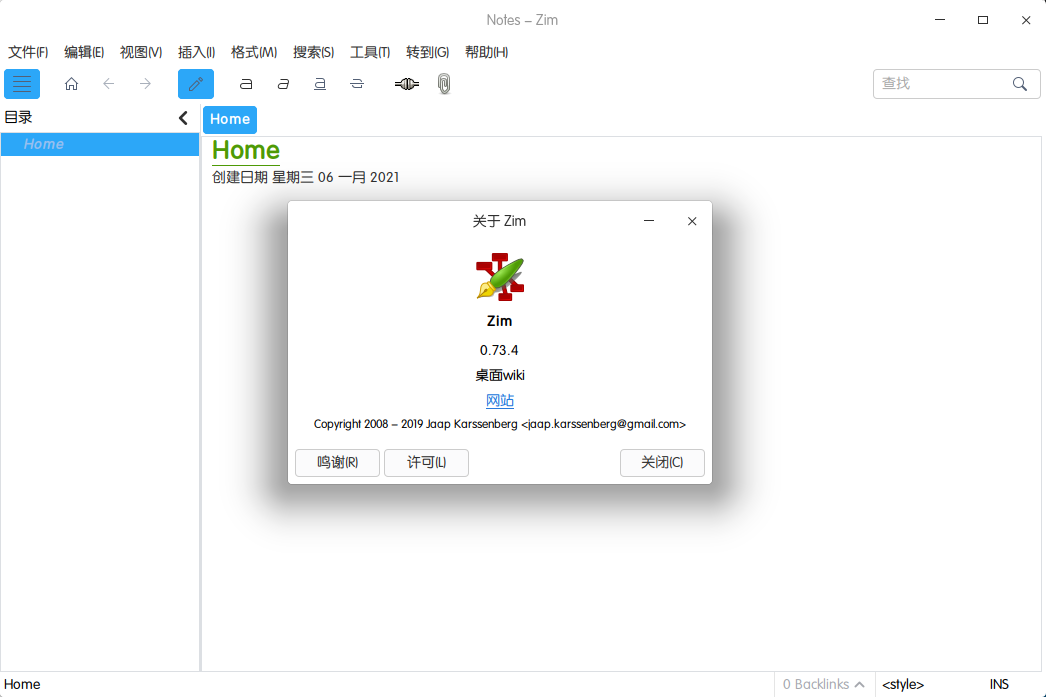 Notes – Zim
文件(F) 编辑(E) 视图(V) 插入(I) 格式(M) 搜索(S) 工具(T) 转到(G) 帮助(H)
a a a a 查找
目录
Home
Home
Home
创建日期 星期三 06 一月 2021
关于 Zim
Zim
0.73.4
桌面wiki
网站
Copyright 2008 – 2019 Jaap Karssenberg <jaap.karssenberg@gmail.com>
鸣谢(R) 许可(L) 关闭(C)
Home 0 Backlinks <style> INS